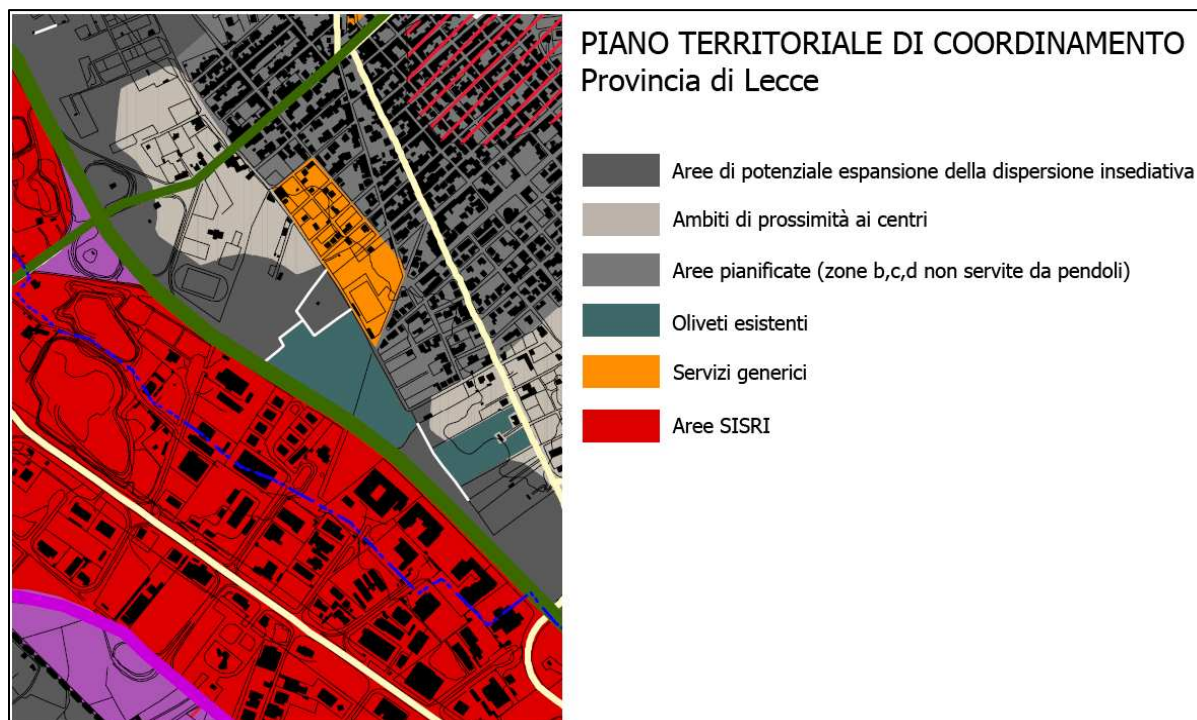 PIANO TERRITORIALE DI COORDINAMENTO
Provincia di Lecce
Aree di potenziale espansione della dispersione insediativa
Ambiti di prossimità ai centri
Aree pianificate (zone b,c,d non servite da pendoli)
Oliveti esistenti
Servizi generici
Aree SISRI